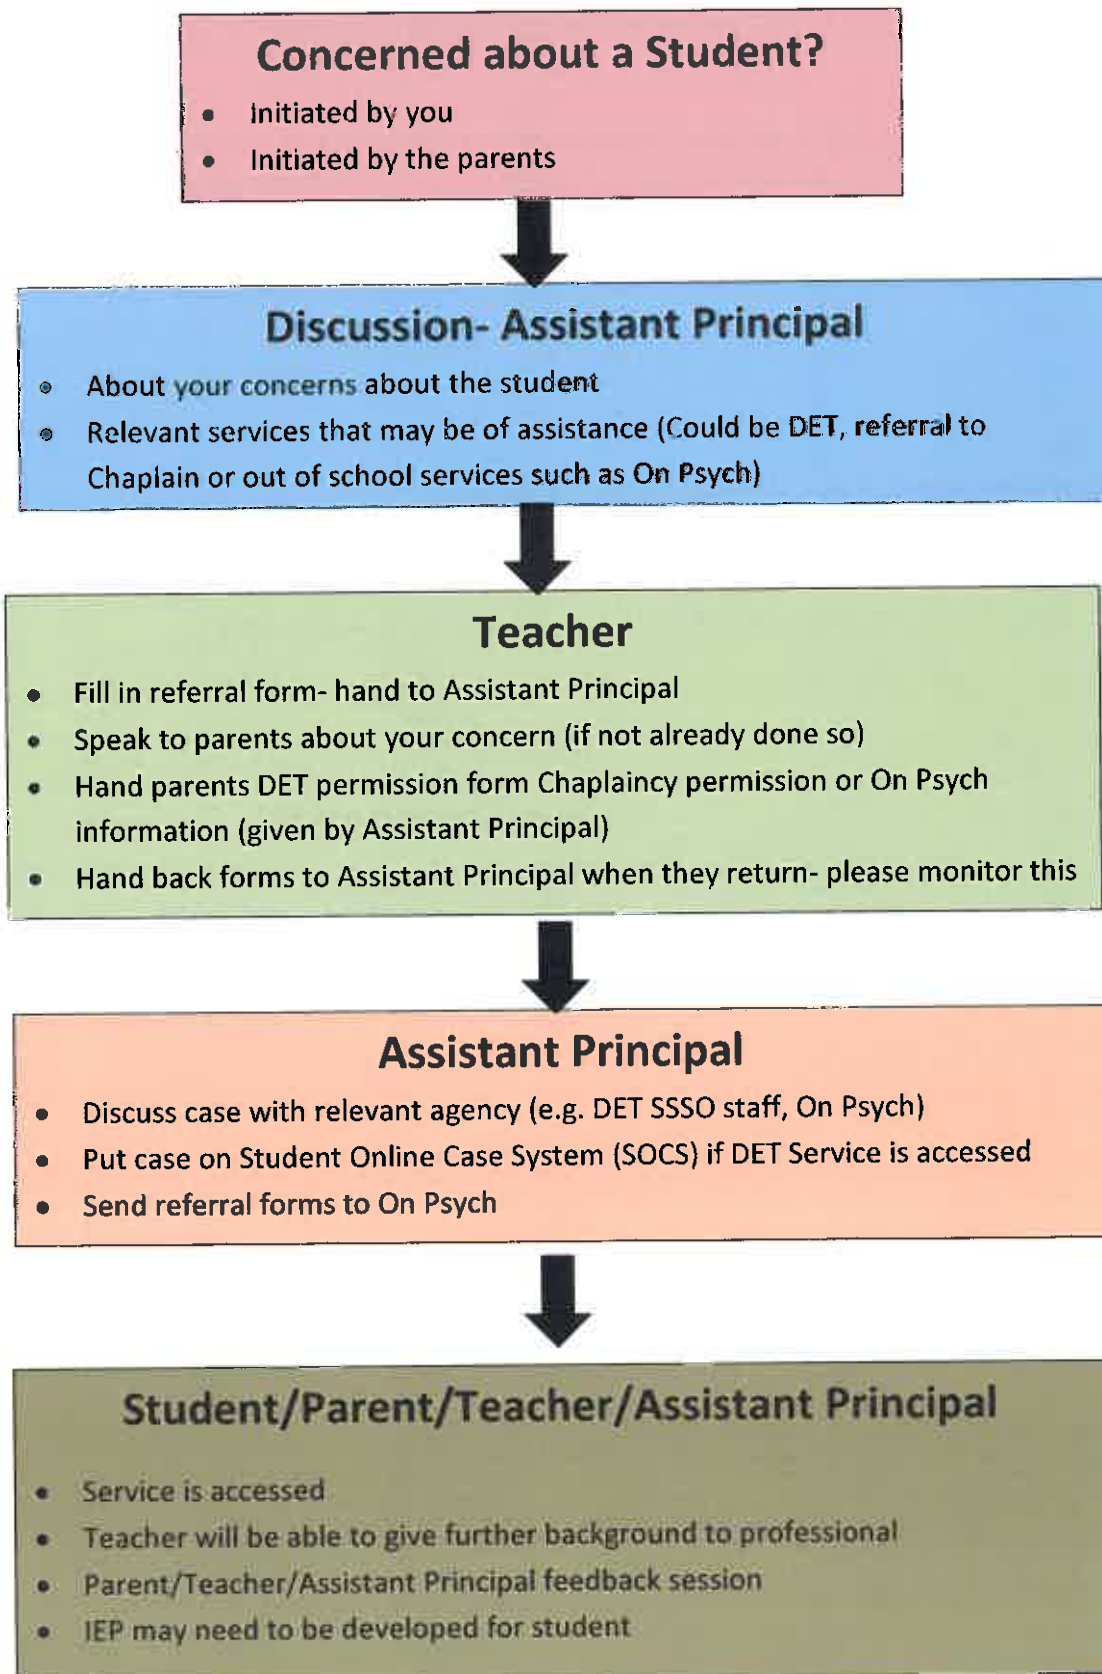 Concerned about a Student?
• Initiated by you
• Initiated by the parents
Discussion- Assistant Principal
• About your concerns about the student
• Relevant services that may be of assistance (Could be DET, referral to
Chaplain or out of school services such as On Psych)
Teacher
• Fill in referral form- hand to Assistant Principal
• Speak to parents about your concern (if not already done so)
• Hand parents DET permission form Chaplaincy permission or On Psych
information (given by Assistant Principal)
• Hand back forms to Assistant Principal when they return- please monitor this
Assistant Principal
• Discuss case with relevant agency (e.g. DET SSSO staff, On Psych)
• Put case on Student Online Case System (SOCS) if DET Service is accessed
• Send referral forms to On Psych
Student/Parent/Teacher/Assistant Principal
• Service is accessed
• Teacher will be able to give further background to professional
• Parent/Teacher/Assistant Principal feedback session
• IEP may need to be developed for student